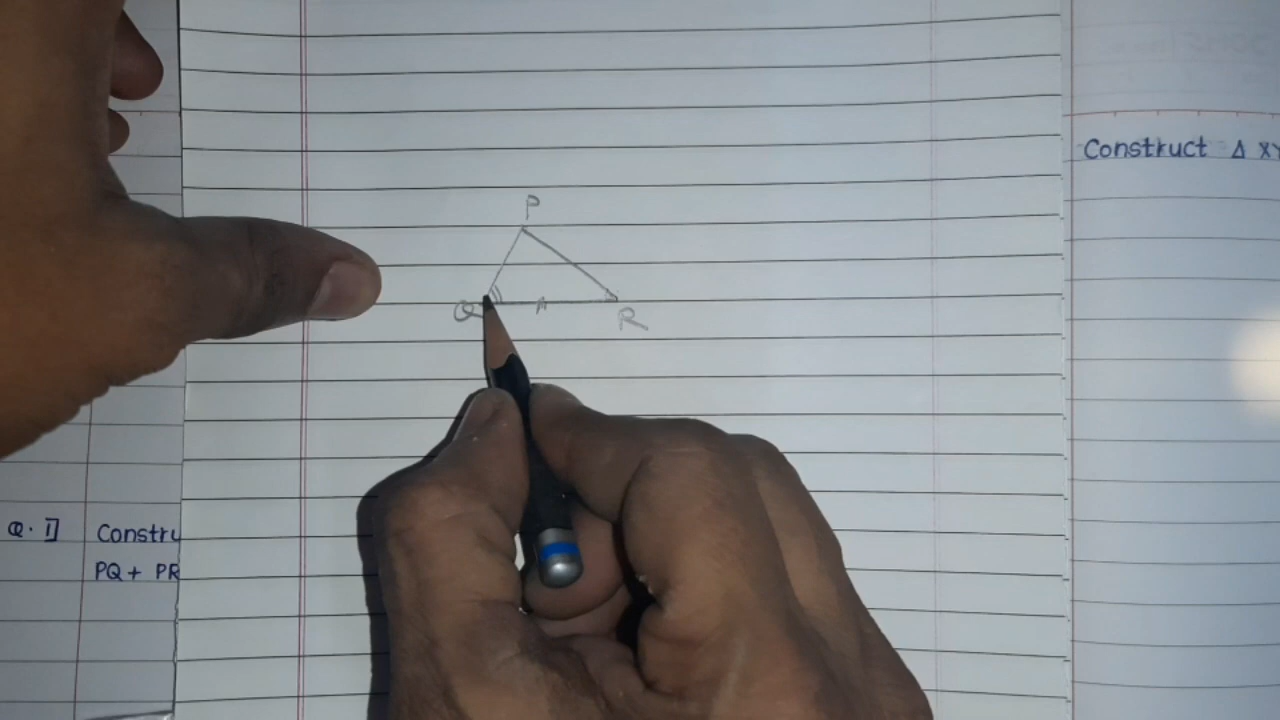 Construct Δ XY
P
Q
R
Q. 1]
Constru
PQ + PR